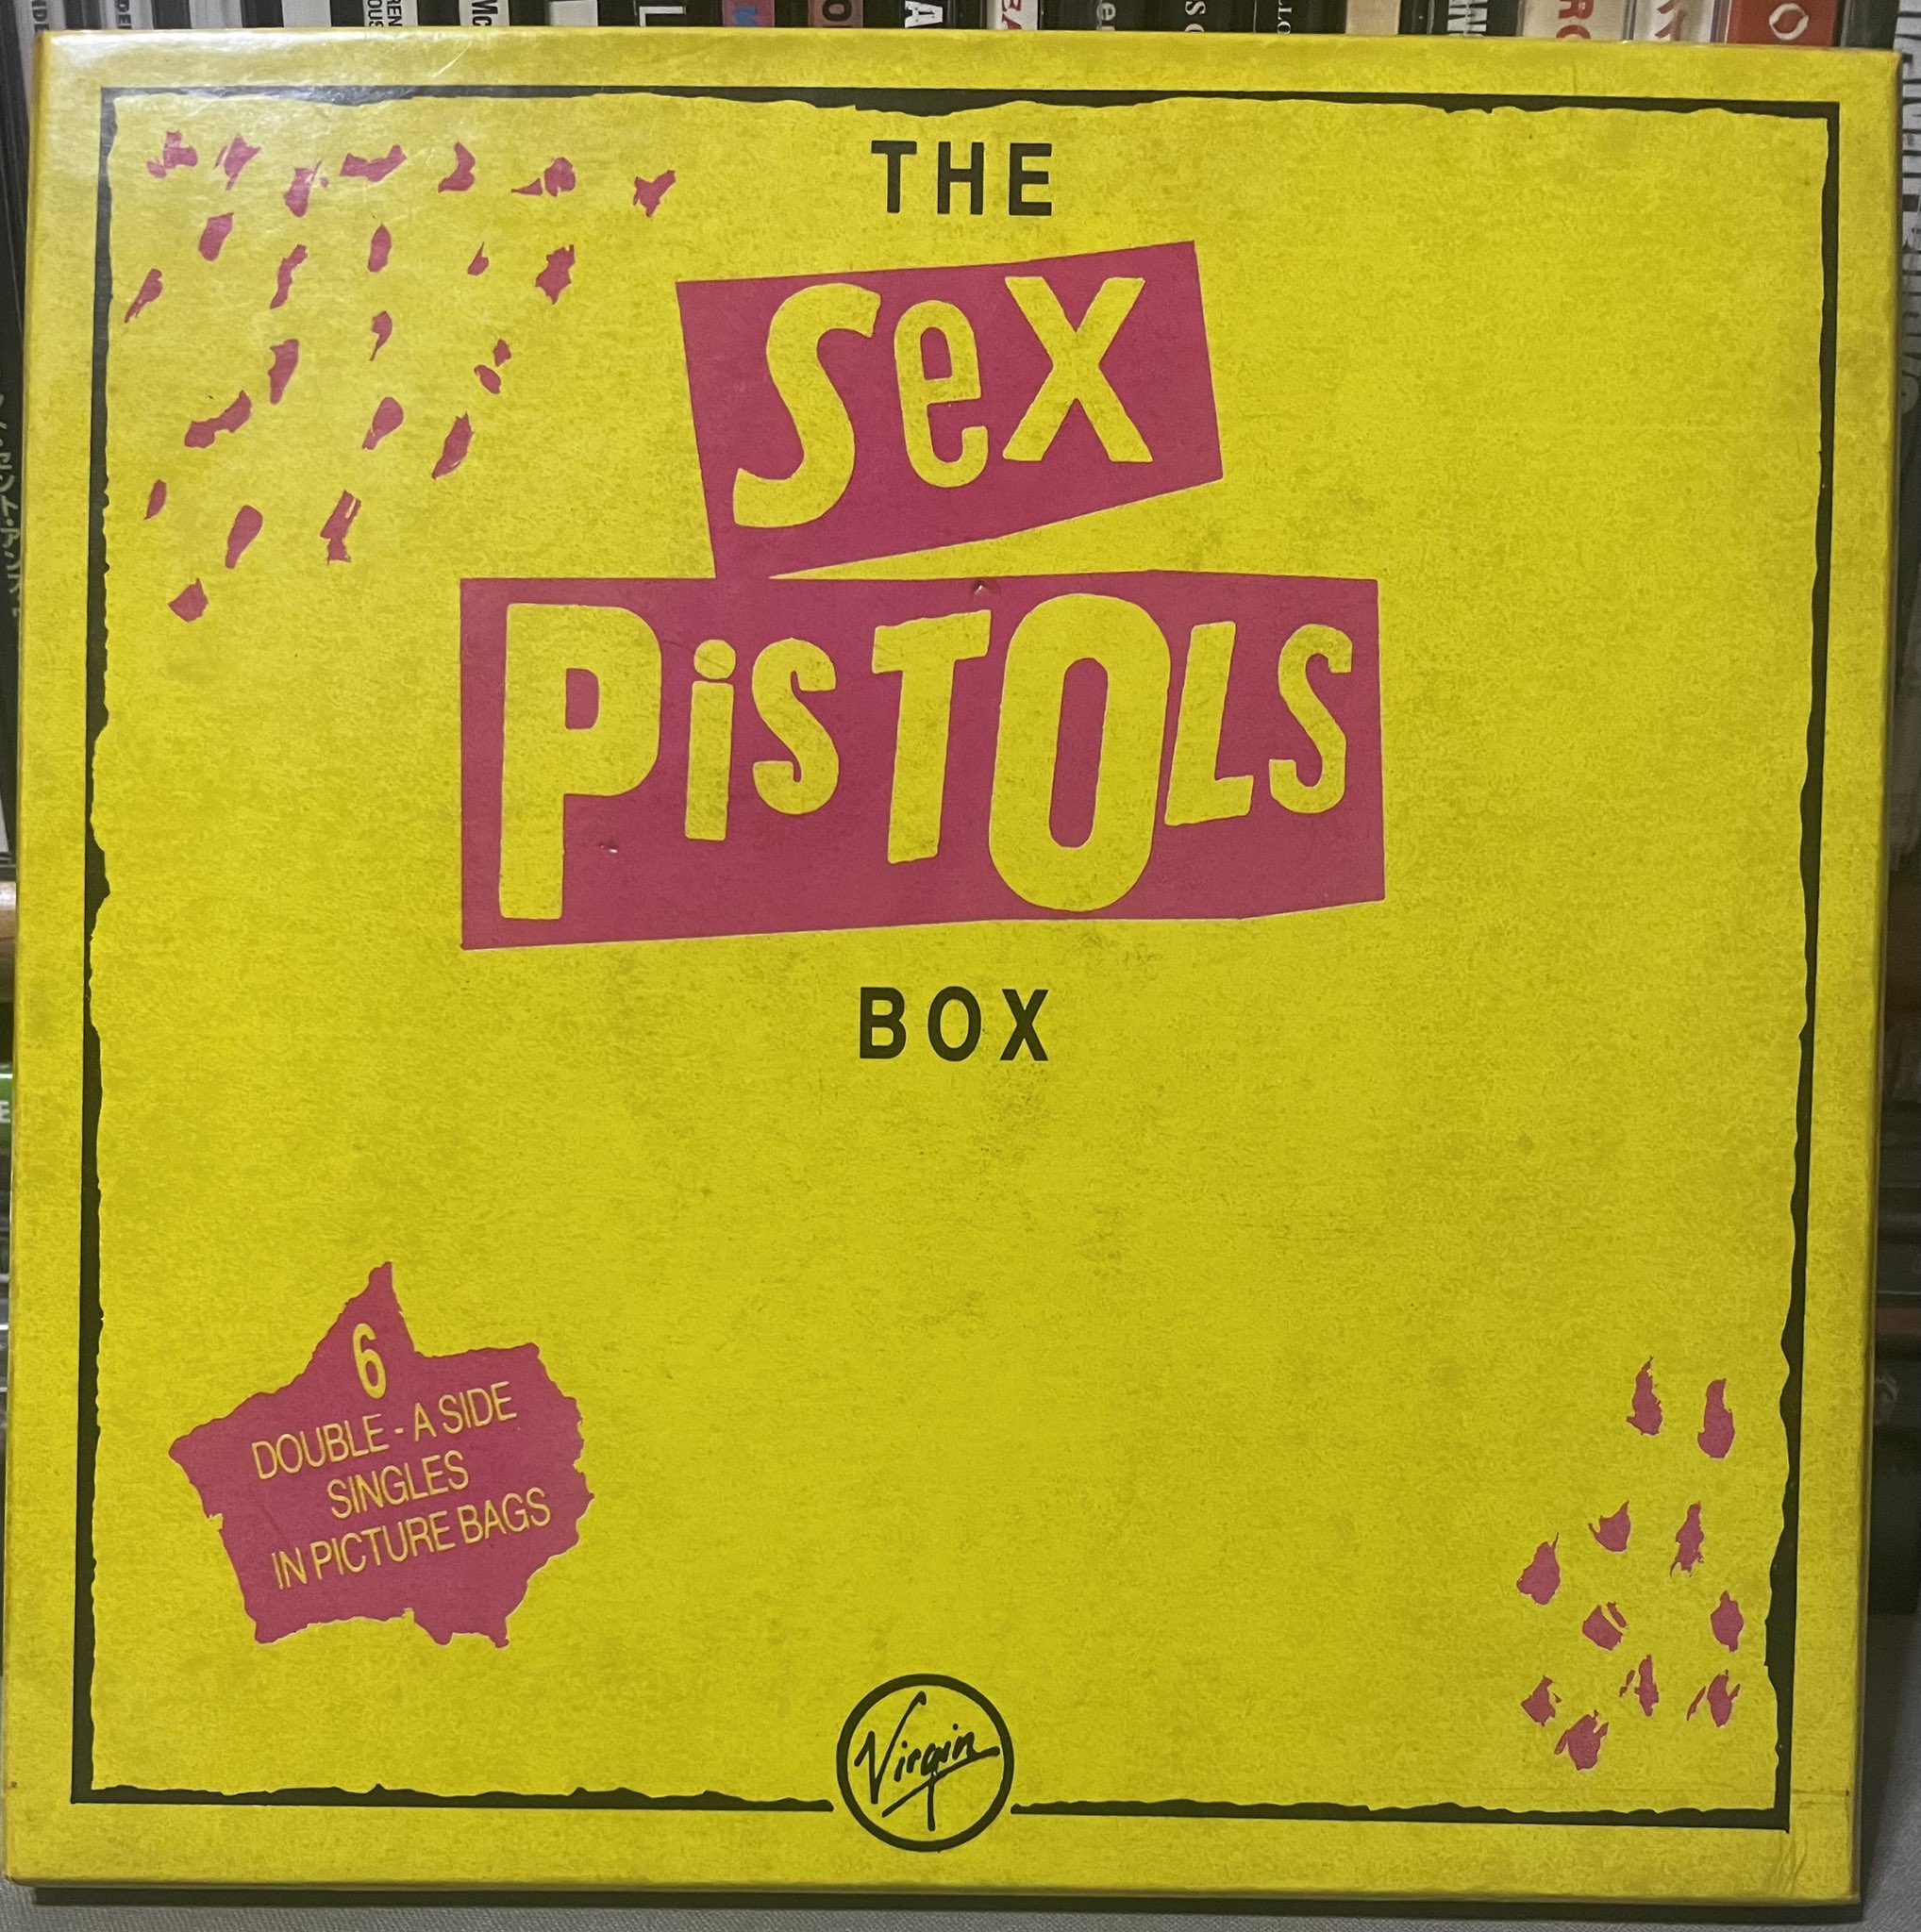 THE
SeX
PiSTOLS
BOX
6
DOUBLE - A SIDE
SINGLES
IN PICTURE BAGS
Virgin